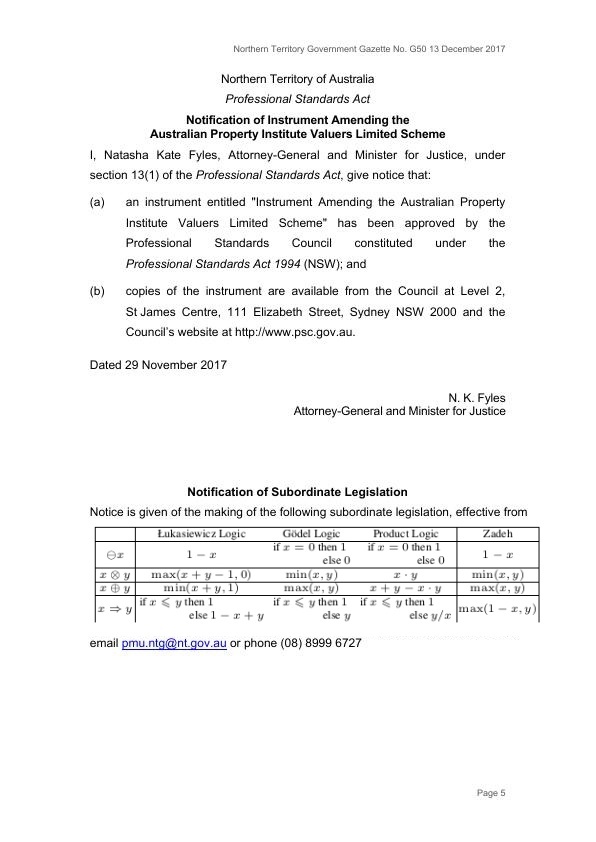 Northern Territory Government Gazette No. G50 13 December 2017
Northern Territory of Australia
Professional Standards Act
Notification of Instrument Amending the
Australian Property Institute Valuers Limited Scheme
I, Natasha Kate Fyles, Attorney-General and Minister for Justice, under
section 13(1) of the Professional Standards Act, give notice that:
(a) an instrument entitled "Instrument Amending the Australian Property
Institute Valuers Limited Scheme" has been approved by the
Professional Standards Council constituted under the
Professional Standards Act 1994 (NSW); and
(b) copies of the instrument are available from the Council at Level 2,
St James Centre, 111 Elizabeth Street, Sydney NSW 2000 and the
Council's website at http://www.psc.gov.au.
Dated 29 November 2017
N. K. Fyles
Attorney-General and Minister for Justice
Notification of Subordinate Legislation
Notice is given of the making of the following subordinate legislation, effective from
Łukasiewicz Logic Gödel Logic Product Logic Zadeh
⊖x 1 − x if x = 0 then 1 else 0 if x = 0 then 1 else 0 1 − x
x ⊗ y max(x + y − 1, 0) min(x, y) x · y min(x, y)
x ⊕ y min(x + y, 1) max(x, y) x + y − x · y max(x, y)
x ⇒ y if x ⩽ y then 1 else 1 − x + y if x ⩽ y then 1 else y if x ⩽ y then 1 else y/x max(1 − x, y)
email pmu.ntg@nt.gov.au or phone (08) 8999 6727
Page 5